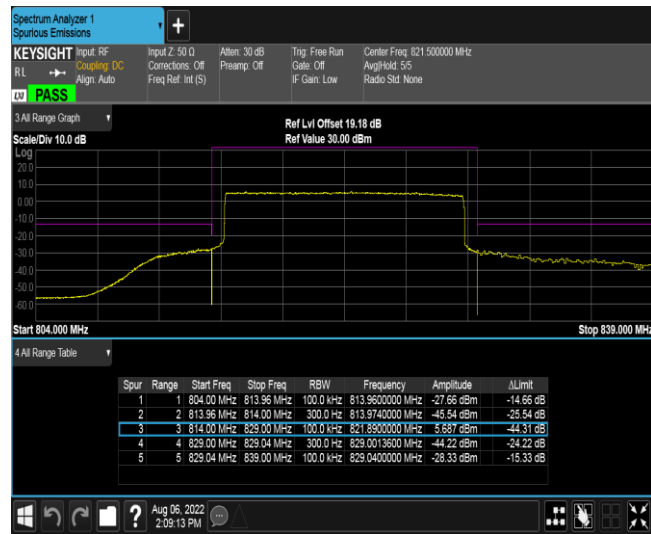 Spectrum Analyzer 1
Spurious Emissions
KEYSIGHT Input: RF Input Z: 50 Ω Atten: 30 dB Trig: Free Run Center Freq: 821.500000 MHz
RL Coupling: DC Corrections: Off Preamp: Off Gate: Off Avg|Hold: 5/5
Align: Auto Freq Ref: Int (S) IF Gain: Low Radio Std: None
LXI PASS
3 All Range Graph
Ref Lvl Offset 19.18 dB
Scale/Div 10.0 dB Ref Value 30.00 dBm
Log
20.0
10.0
0.00
-10.0
-20.0
-30.0
-40.0
-50.0
-60.0
Start 804.000 MHz Stop 839.000 MHz
4 All Range Table
Spur Range Start Freq Stop Freq RBW Frequency Amplitude ΔLimit
1 1 804.00 MHz 813.96 MHz 100.0 kHz 813.9600000 MHz -27.66 dBm -14.66 dB
2 2 813.96 MHz 814.00 MHz 300.0 Hz 813.9740000 MHz -45.54 dBm -25.54 dB
3 3 814.00 MHz 829.00 MHz 100.0 kHz 821.8900000 MHz 5.687 dBm -44.31 dB
4 4 829.00 MHz 829.04 MHz 300.0 Hz 829.0013600 MHz -44.22 dBm -24.22 dB
5 5 829.04 MHz 839.00 MHz 100.0 kHz 829.0400000 MHz -28.33 dBm -15.33 dB
? Aug 06, 2022
2:09:13 PM